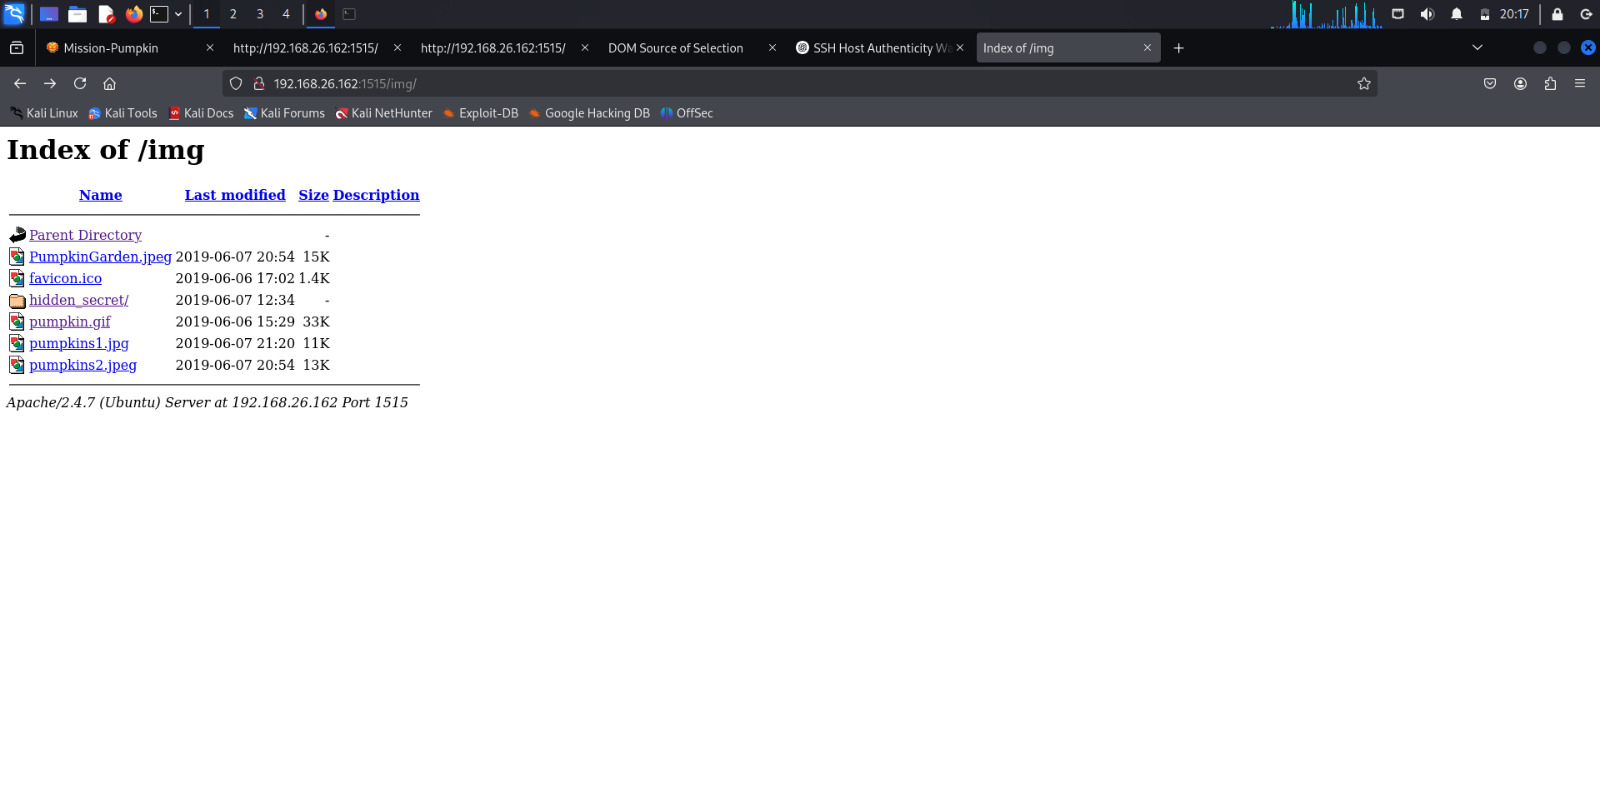 1 2 3 4 20:17
Mission-Pumpkin http://192.168.26.162:1515/ http://192.168.26.162:1515/ DOM Source of Selection SSH Host Authenticity Wa Index of /img
192.168.26.162:1515/img/
Kali Linux Kali Tools Kali Docs Kali Forums Kali NetHunter Exploit-DB Google Hacking DB OffSec
Index of /img
Name Last modified Size Description
Parent Directory -
PumpkinGarden.jpeg 2019-06-07 20:54 15K
favicon.ico 2019-06-06 17:02 1.4K
hidden_secret/ 2019-06-07 12:34 -
pumpkin.gif 2019-06-06 15:29 33K
pumpkins1.jpg 2019-06-07 21:20 11K
pumpkins2.jpeg 2019-06-07 20:54 13K
Apache/2.4.7 (Ubuntu) Server at 192.168.26.162 Port 1515